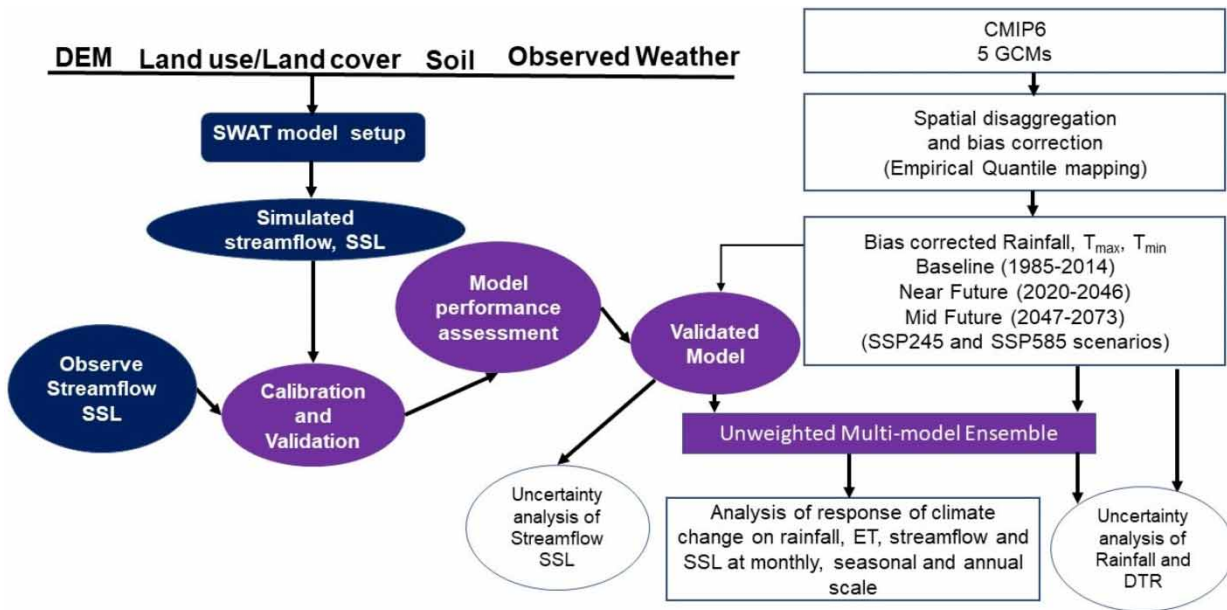 DEM Land use/Land cover Soil Observed Weather
SWAT model setup
Simulated
streamflow, SSL
Observe
Streamflow
SSL
Calibration
and
Validation
Model
performance
assessment
Validated
Model
CMIP6
5 GCMs
Spatial disaggregation
and bias correction
(Empirical Quantile mapping)
Bias corrected Rainfall, Tmax, Tmin
Baseline (1985-2014)
Near Future (2020-2046)
Mid Future (2047-2073)
(SSP245 and SSP585 scenarios)
Unweighted Multi-model Ensemble
Uncertainty
analysis of
Streamflow
SSL
Analysis of response of climate
change on rainfall, ET, streamflow and
SSL at monthly, seasonal and annual
scale
Uncertainty
analysis of
Rainfall and
DTR